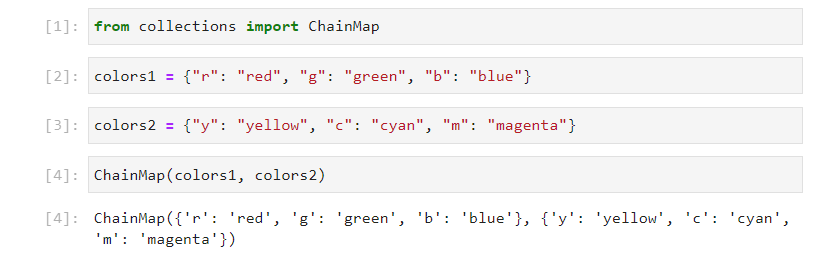 [1]: from collections import ChainMap
[2]: colors1 = {"r": "red", "g": "green", "b": "blue"}
[3]: colors2 = {"y": "yellow", "c": "cyan", "m": "magenta"}
[4]: ChainMap(colors1, colors2)
[4]: ChainMap({'r': 'red', 'g': 'green', 'b': 'blue'}, {'y': 'yellow', 'c': 'cyan',
'm': 'magenta'})